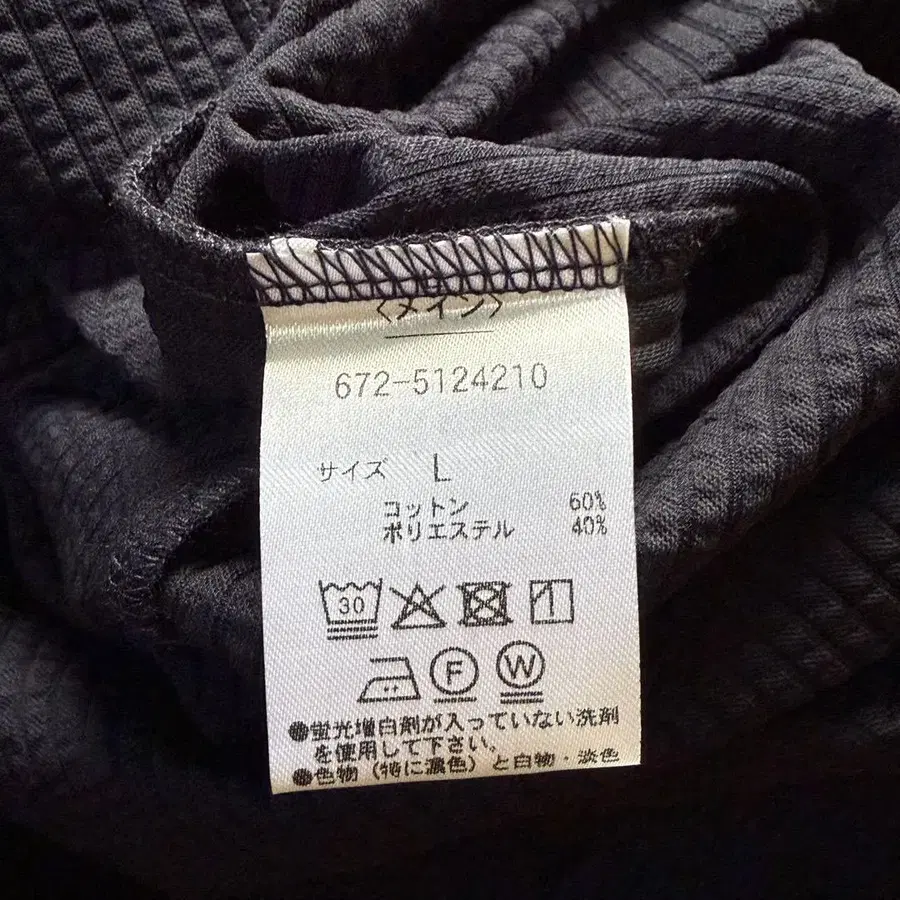 〈メイン〉
672-5124210
サイズ L
コットン 60%
ポリエステル 40%
30
F W
●蛍光増白剤が入っていない洗剤
を使用して下さい。
●色物（特に濃色）と白物・淡色